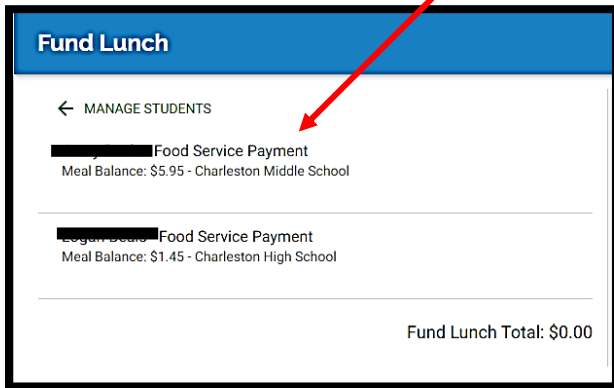 Fund Lunch
← MANAGE STUDENTS
Food Service Payment
Meal Balance: $5.95 - Charleston Middle School
Food Service Payment
Meal Balance: $1.45 - Charleston High School
Fund Lunch Total: $0.00